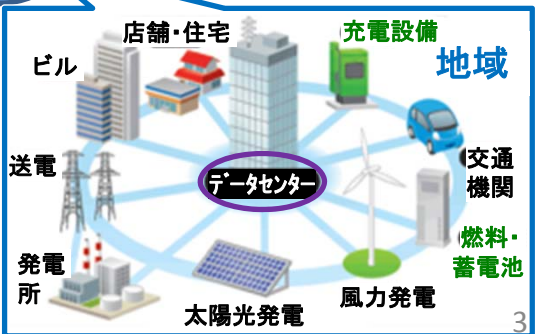 店舗・住宅
充電設備
地域
ビル
送電
データセンター
交通
機関
燃料・
蓄電池
発電
所
太陽光発電
風力発電
3